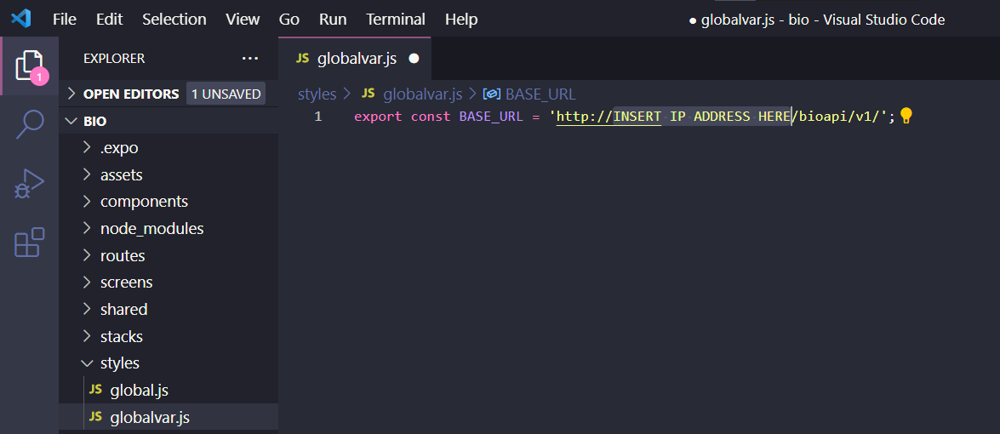 File Edit Selection View Go Run Terminal Help ● globalvar.js - bio - Visual Studio Code
EXPLORER ...
JS globalvar.js ●
1
OPEN EDITORS 1 UNSAVED
styles > JS globalvar.js > BASE_URL
1 export const BASE_URL = 'http://INSERT·IP·ADDRESS·HERE/bioapi/v1/';
BIO
.expo
assets
components
node_modules
routes
screens
shared
stacks
styles
JS global.js
JS globalvar.js